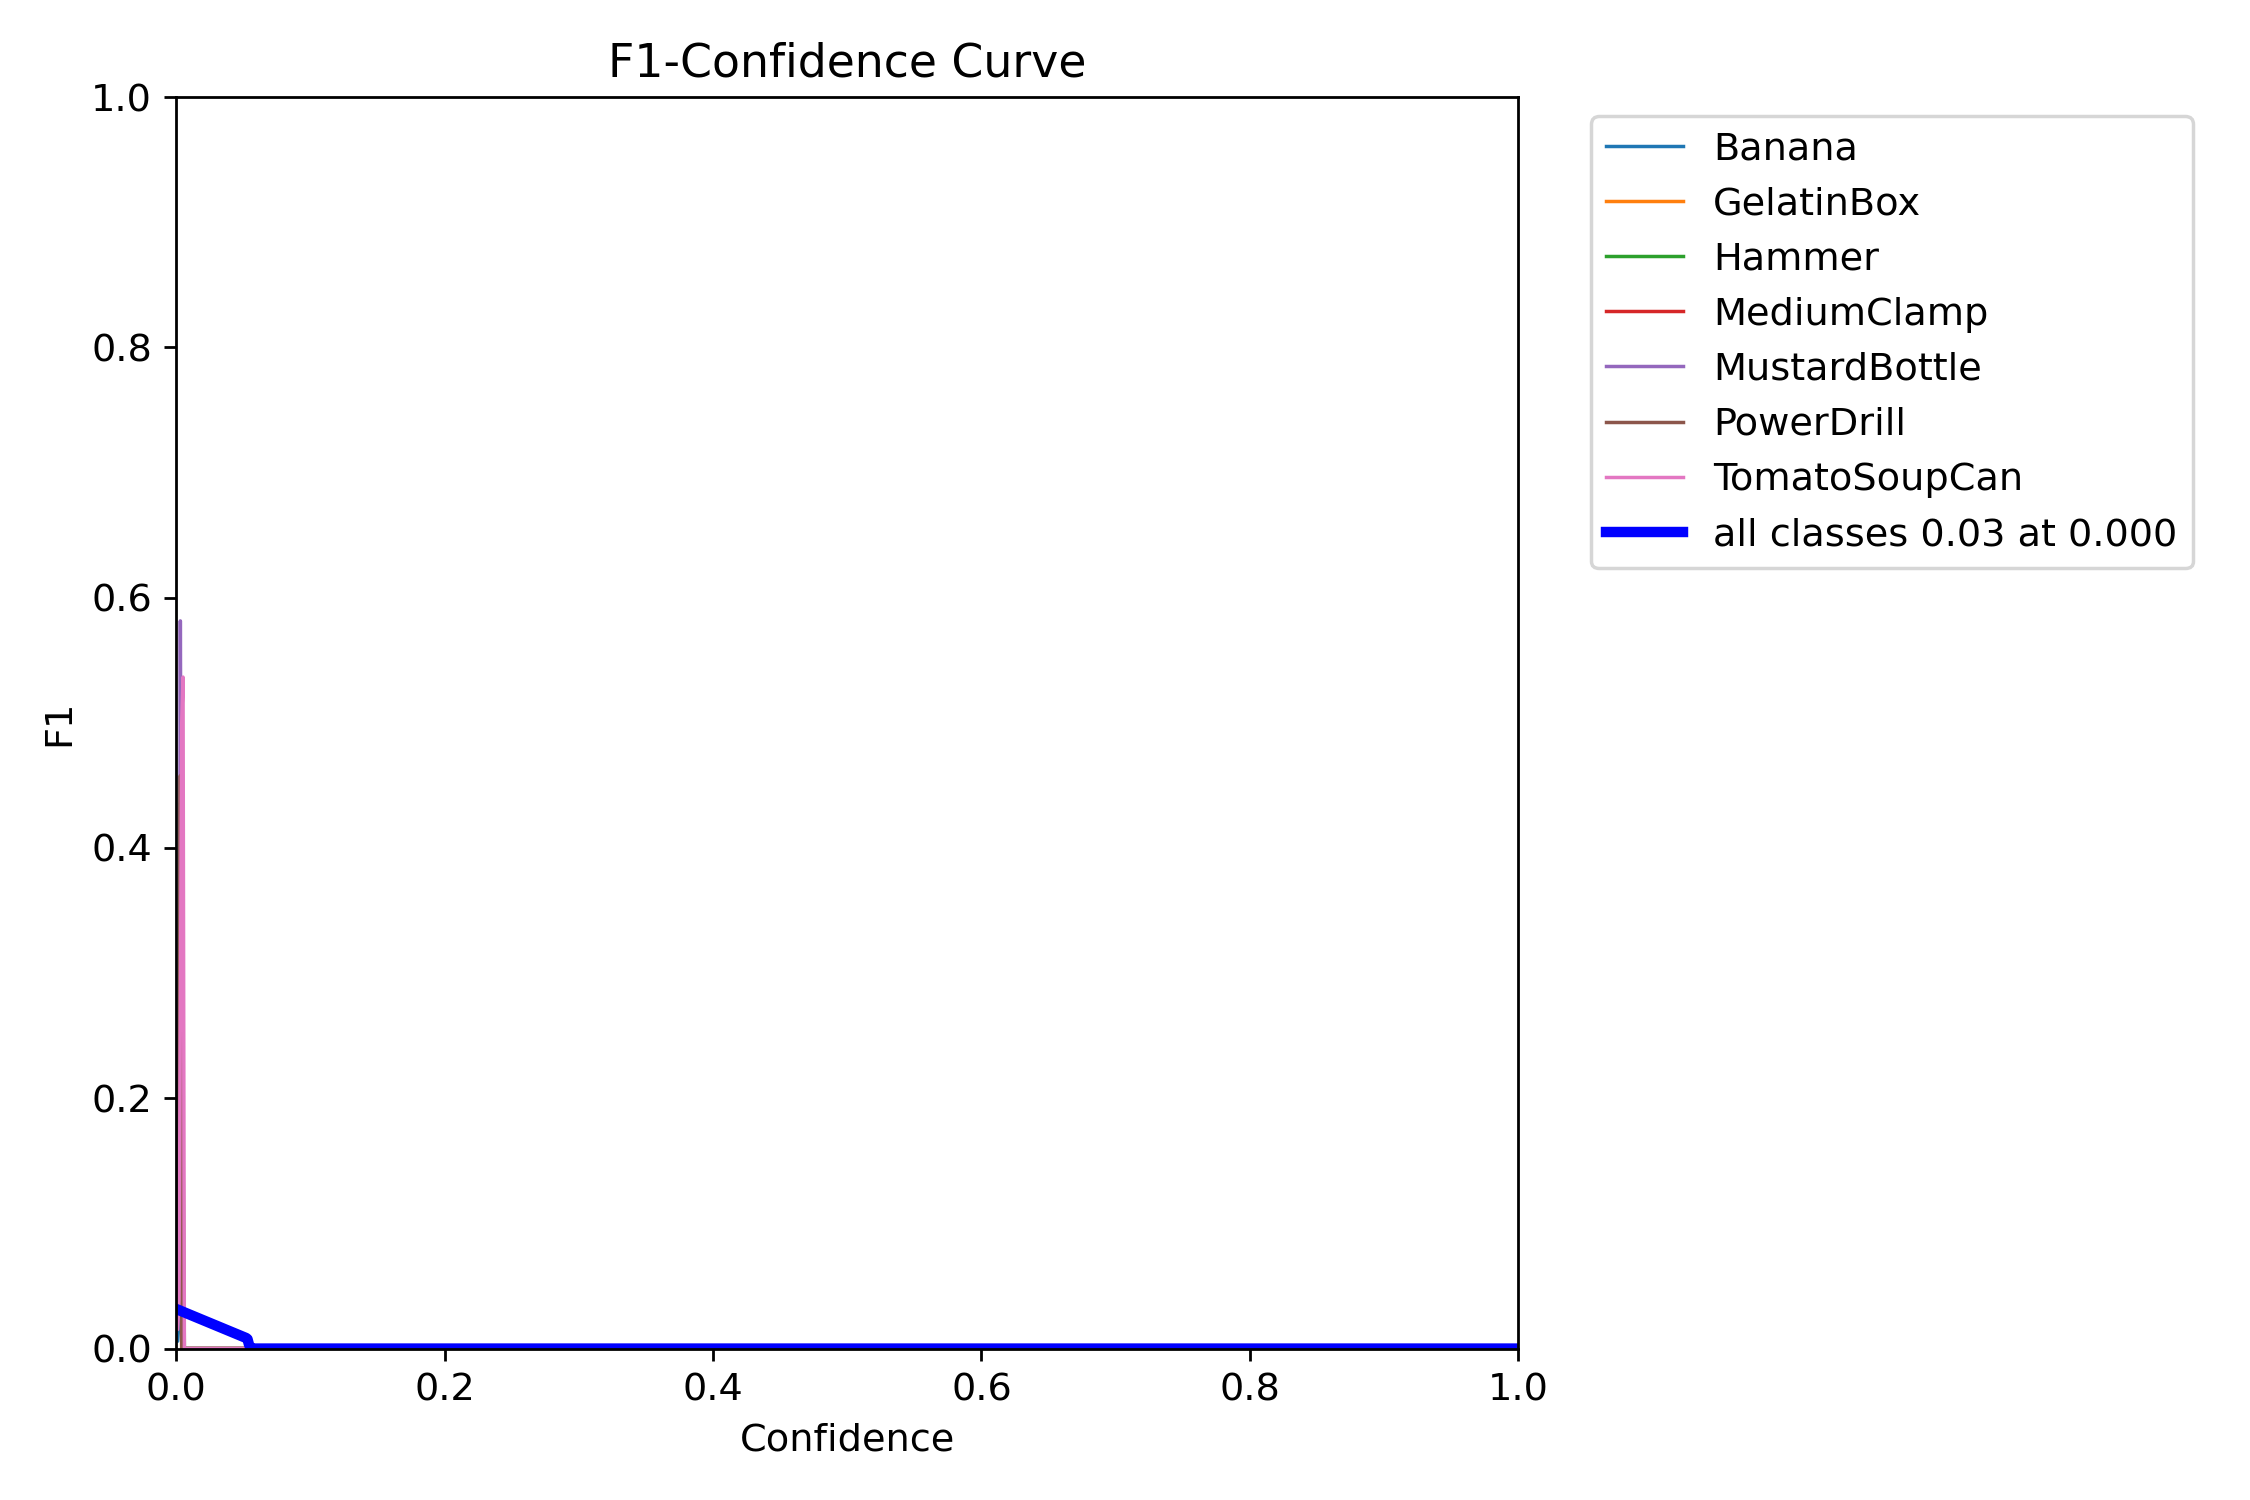 F1-Confidence Curve
1.0
0.8
0.6
0.4
0.2
0.0
F1
0.0 0.2 0.4 0.6 0.8 1.0
Confidence
Banana
GelatinBox
Hammer
MediumClamp
MustardBottle
PowerDrill
TomatoSoupCan
all classes 0.03 at 0.000